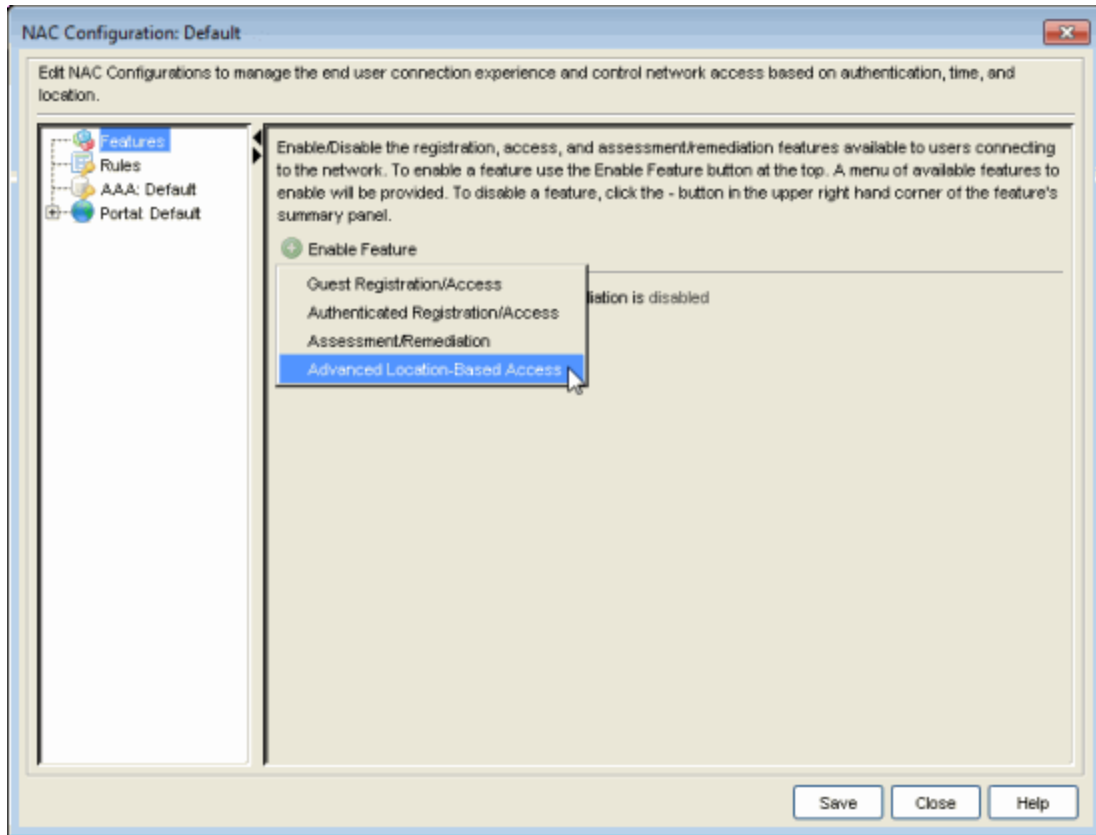 NAC Configuration: Default
Edit NAC Configurations to manage the end user connection experience and control network access based on authentication, time, and
location.
Features
Rules
AAA: Default
Portal: Default
Enable/Disable the registration, access, and assessment/remediation features available to users connecting
to the network. To enable a feature use the Enable Feature button at the top. A menu of available features to
enable will be provided. To disable a feature, click the - button in the upper right hand corner of the feature's
summary panel.
Enable Feature
Guest Registration/Access
is disabled
Authenticated Registration/Access
Assessment/Remediation
Advanced Location-Based Access
Save Close Help